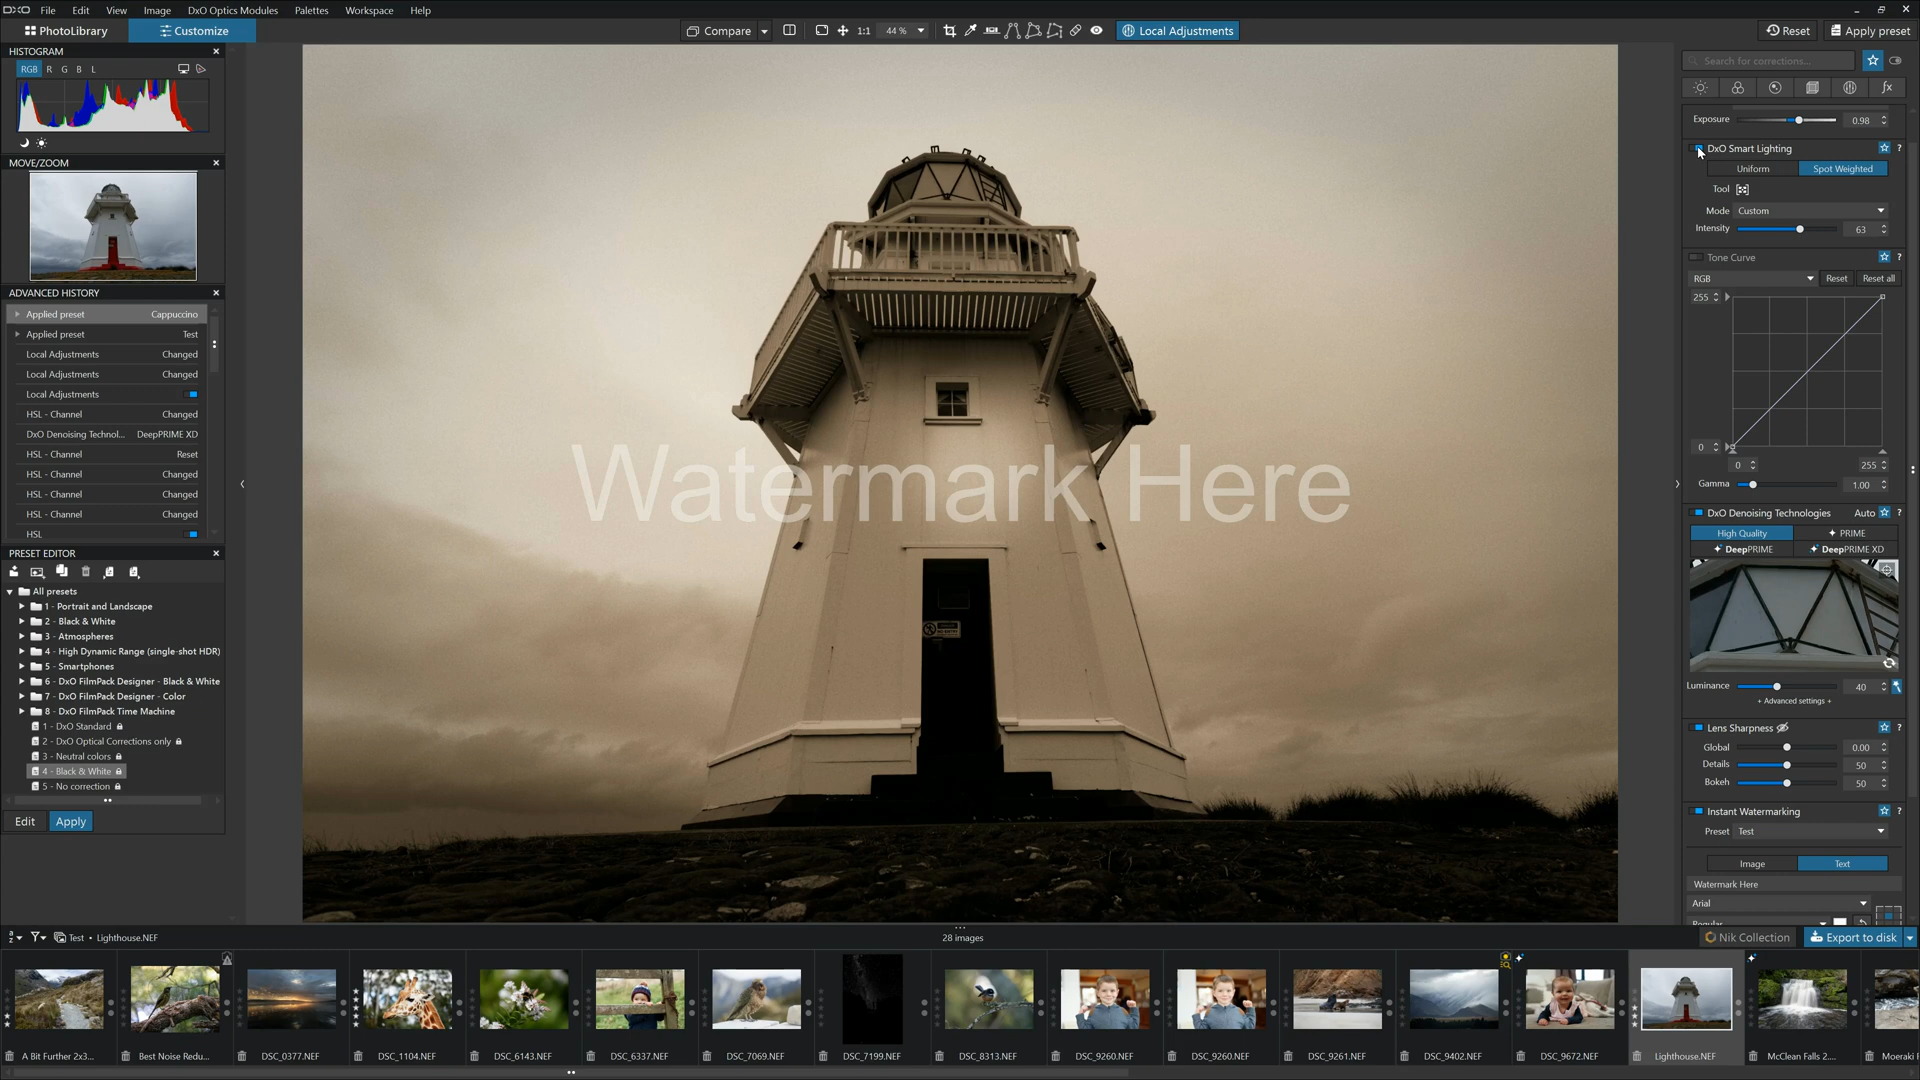 DXO File Edit View Image DxO Optics Modules Palettes Workspace Help
PhotoLibrary Customize Compare 1:1 44 % Local Adjustments Reset Apply preset
HISTOGRAM
RGB R G B L
MOVE/ZOOM
ADVANCED HISTORY
Applied preset Cappuccino
Applied preset Test
Local Adjustments Changed
Local Adjustments Changed
Local Adjustments
HSL - Channel Changed
DxO Denoising Technol... DeepPRIME XD
HSL - Channel Reset
HSL - Channel Changed
HSL - Channel Changed
HSL - Channel Changed
HSL
PRESET EDITOR
All presets
1 - Portrait and Landscape
2 - Black & White
3 - Atmospheres
4 - High Dynamic Range (single-shot HDR)
5 - Smartphones
6 - DxO FilmPack Designer - Black & White
7 - DxO FilmPack Designer - Color
8 - DxO FilmPack Time Machine
1 - DxO Standard
2 - DxO Optical Corrections only
3 - Neutral colors
4 - Black & White
5 - No correction
Edit Apply
Watermark Here
Search for corrections...
fx
Exposure 0.98
DxO Smart Lighting ?
Uniform Spot Weighted
Tool
Mode Custom
Intensity 63
Tone Curve ?
RGB Reset Reset all
255
0
0 255
Gamma 1.00
DxO Denoising Technologies Auto ?
High Quality PRIME
DeepPRIME DeepPRIME XD
Luminance 40
+ Advanced settings +
Lens Sharpness ?
Global 0.00
Details 50
Bokeh 50
Instant Watermarking ?
Preset Test
Image Text
Watermark Here
Arial
Regular
Test • Lighthouse.NEF 28 images Nik Collection Export to disk
A Bit Further 2x3... Best Noise Redu... DSC_0377.NEF DSC_1104.NEF DSC_6143.NEF DSC_6337.NEF DSC_7069.NEF DSC_7199.NEF DSC_8313.NEF DSC_9260.NEF DSC_9260.NEF DSC_9261.NEF DSC_9402.NEF DSC_9672.NEF Lighthouse.NEF McClean Falls 2.... Moeraki